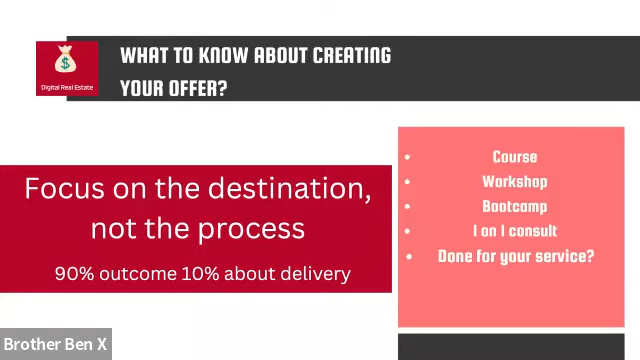 WHAT TO KNOW ABOUT CREATING
YOUR OFFER?
$
Digital Real Estate
Focus on the destination,
not the process
90% outcome 10% about delivery
Course
Workshop
Bootcamp
1 on 1 consult
Done for your service?
Brother Ben X